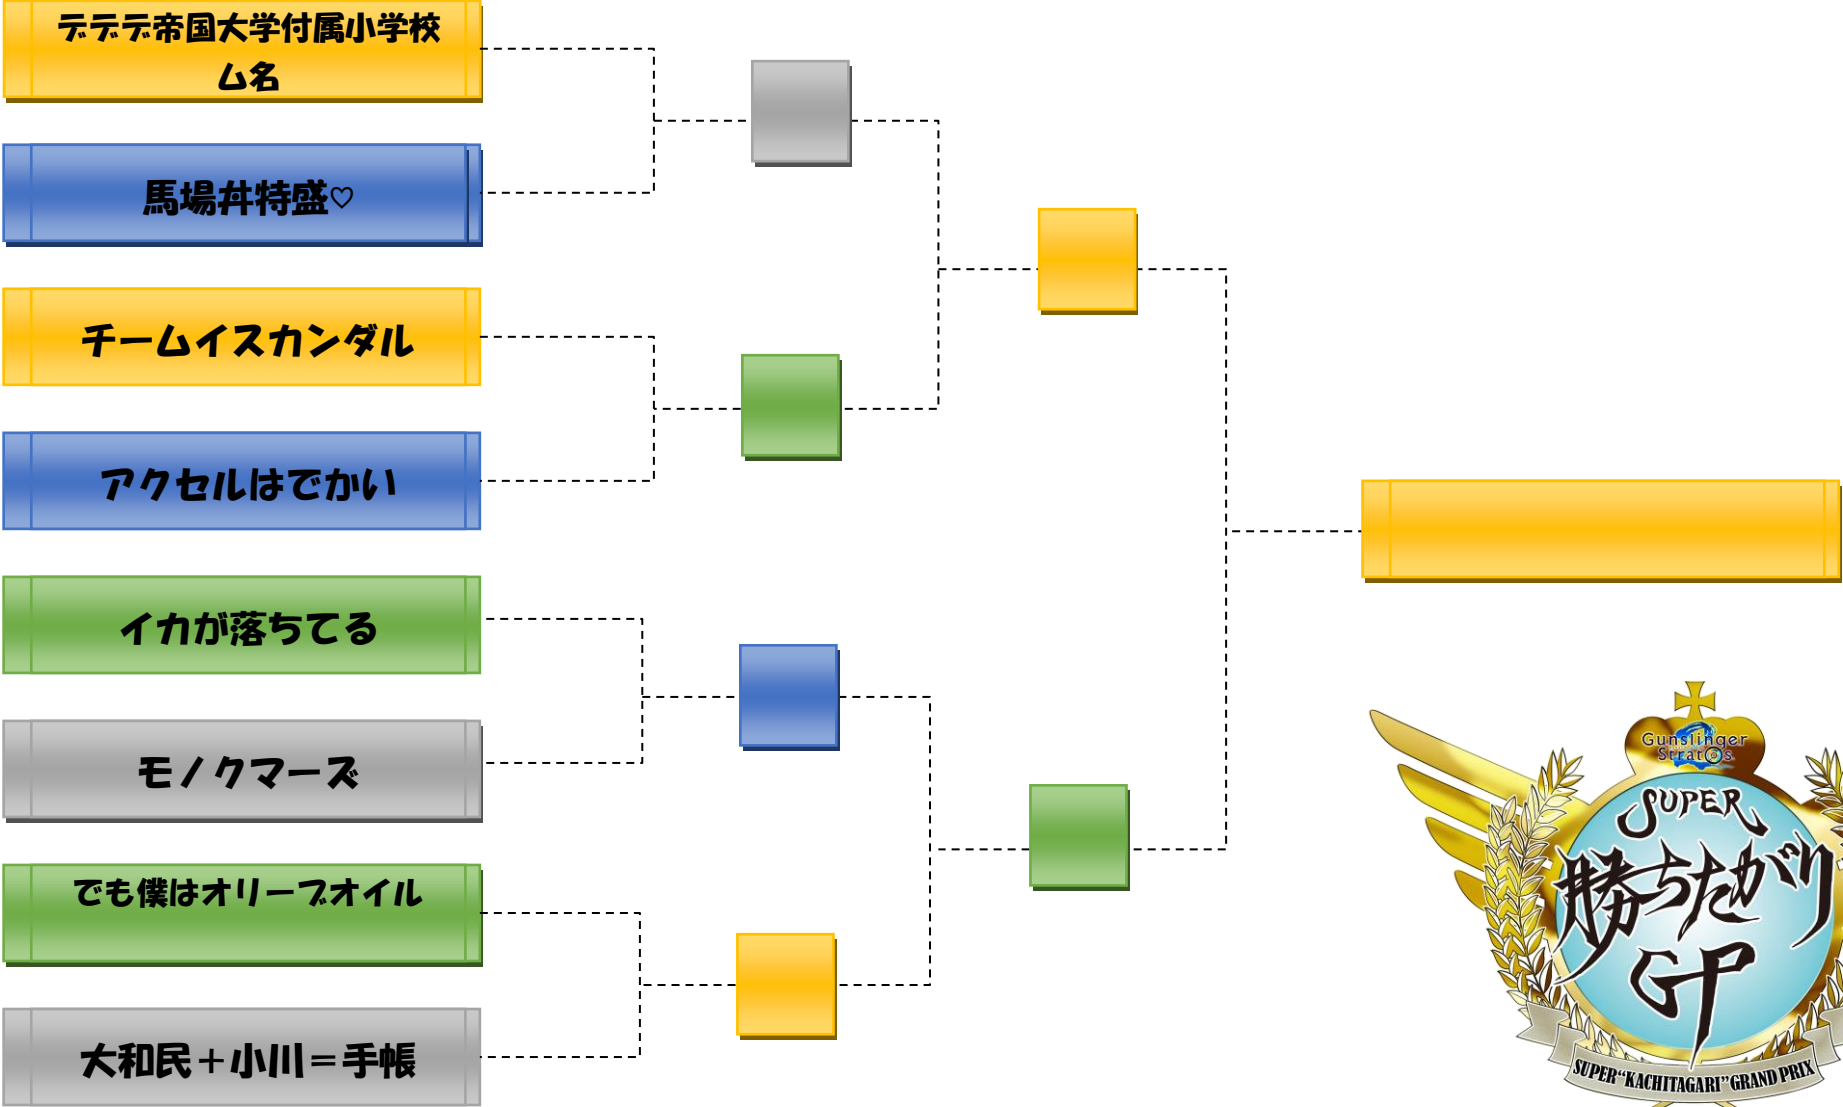 デデデ帝国大学付属小学校
ム名
馬場丼特盛♡
チームイスカンダル
アクセルはでかい
イカが落ちてる
モノクマーズ
でも僕はオリーブオイル
大和民＋小川＝手帳
Gunslinger
Stratos
SUPER
勝ちたがり
GP
SUPER“KACHITAGARI”GRAND PRIX